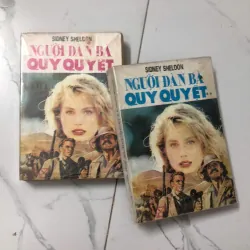 SIDNEY SHELDON
NGƯỜI ĐÀN BÀ
QUỶ QUYỆT
SIDNEY SHELDON
NGƯỜI ĐÀN BÀ
QUỶ QUYỆT